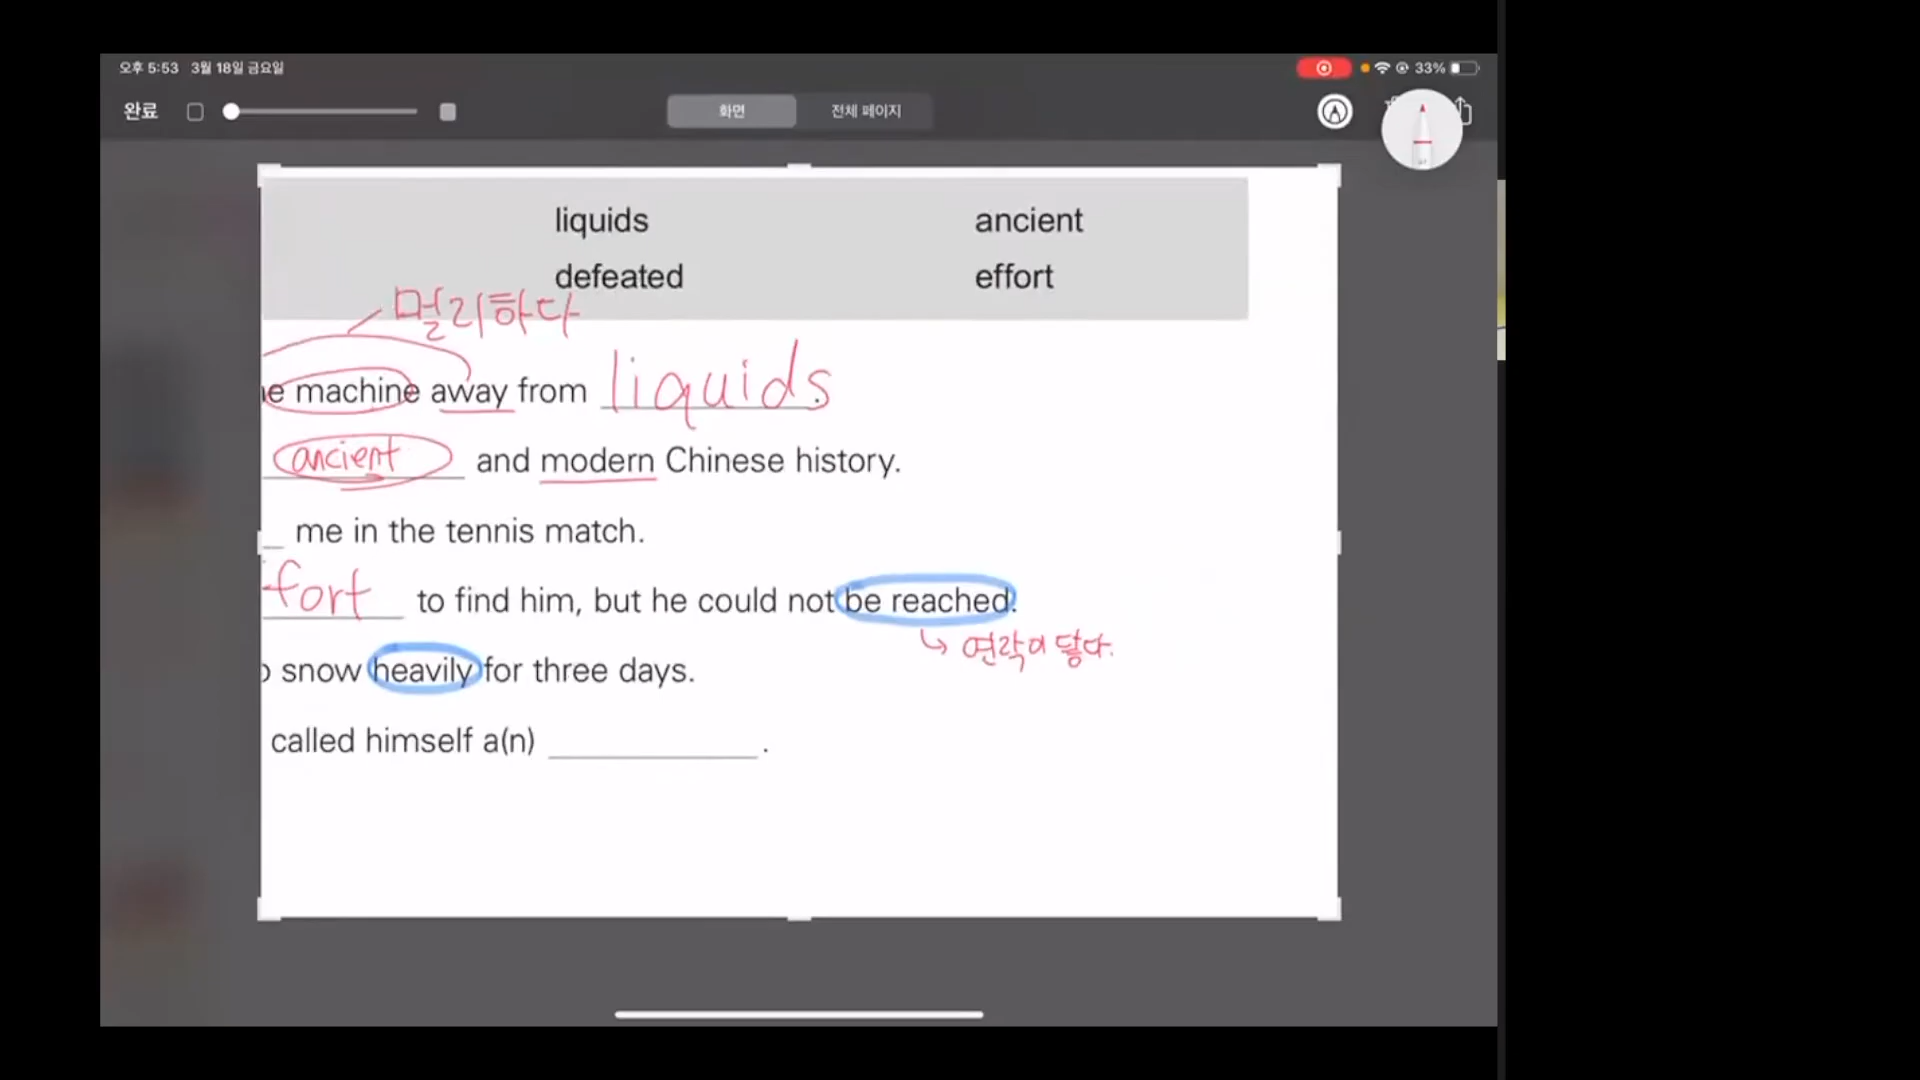 오후 5:53 3월 18일 금요일 33%
완료 화면 전체 페이지
liquids ancient
defeated effort
멀리하다
e machine away from liquids.
ancient and modern Chinese history.
me in the tennis match.
fort to find him, but he could not be reached.
↳ 연락이 닿다.
snow heavily for three days.
called himself a(n) ____________.